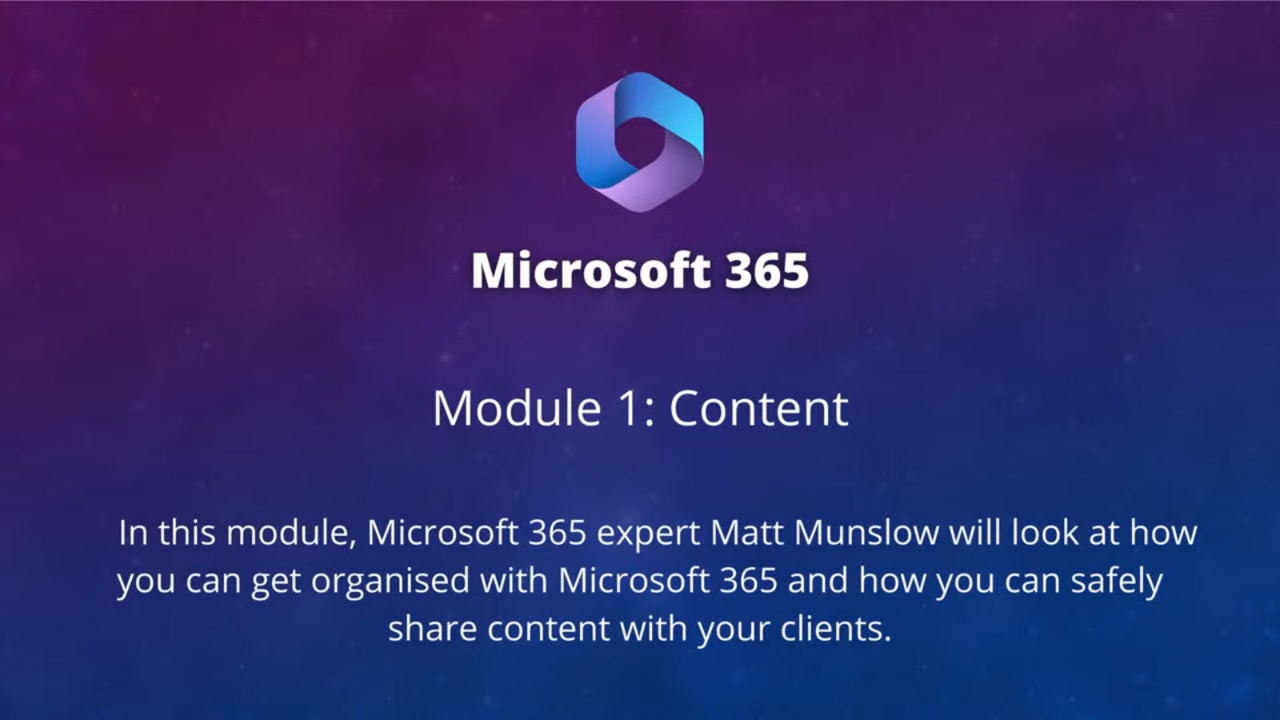 Microsoft 365
Module 1: Content
In this module, Microsoft 365 expert Matt Munslow will look at how
you can get organised with Microsoft 365 and how you can safely
share content with your clients.